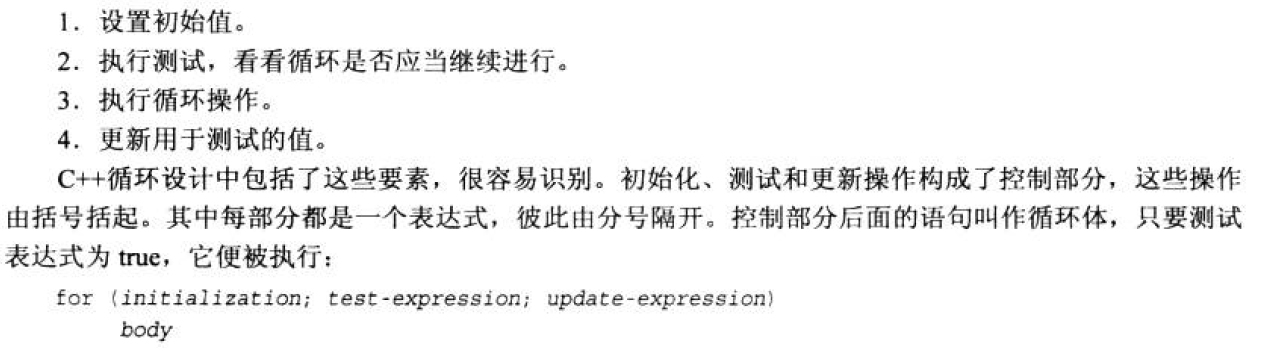 1．设置初始值。
2．执行测试，看看循环是否应当继续进行。
3．执行循环操作。
4．更新用于测试的值。
C++循环设计中包括了这些要素，很容易识别。初始化、测试和更新操作构成了控制部分，这些操作
由括号括起。其中每部分都是一个表达式，彼此由分号隔开。控制部分后面的语句叫作循环体，只要测试
表达式为 true，它便被执行：
for (initialization; test-expression; update-expression)
body